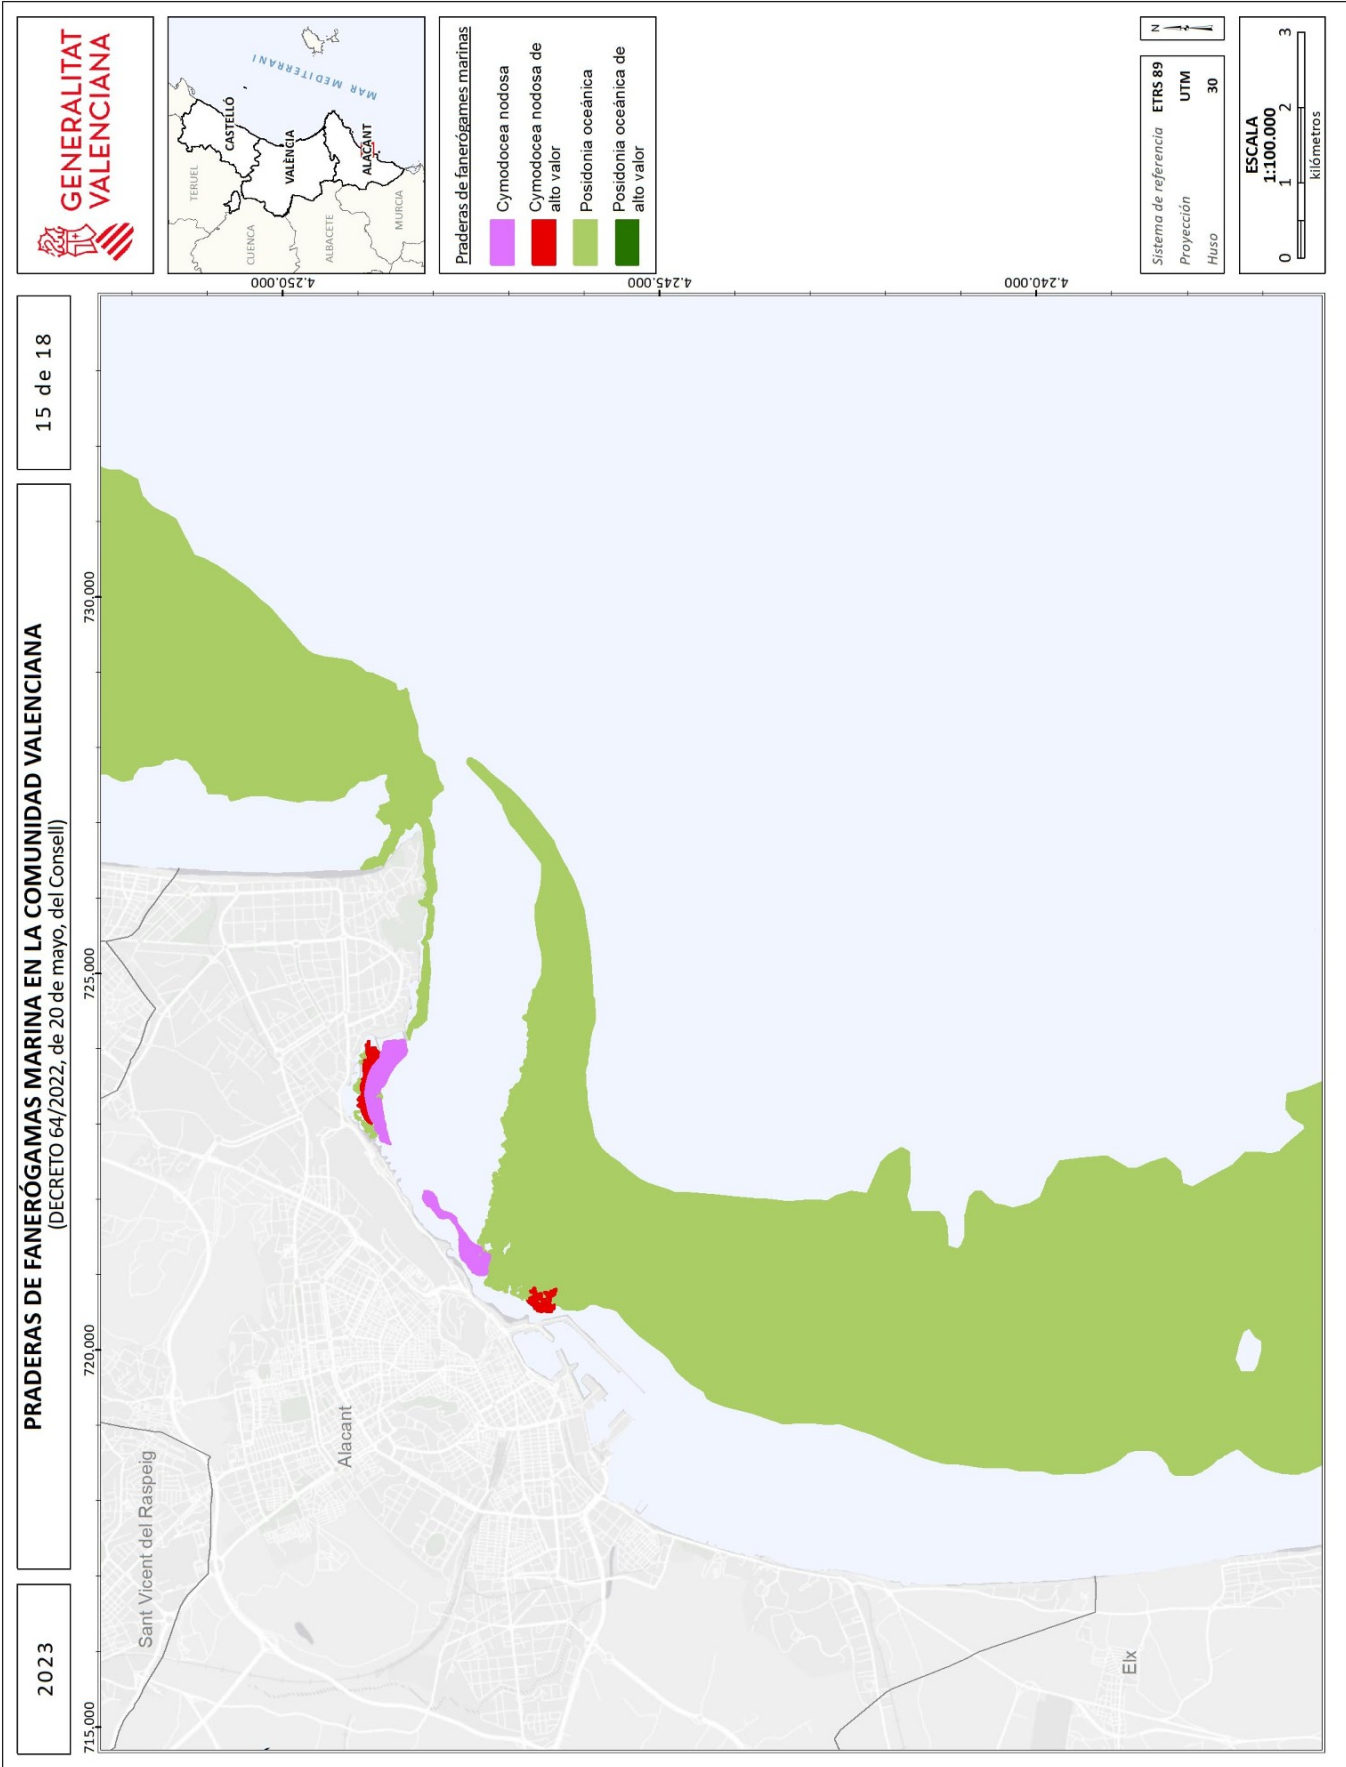 2023
PRADERAS DE FANERÓGAMAS MARINA EN LA COMUNIDAD VALENCIANA
(DECRETO 64/2022, de 20 de mayo, del Consell)
15 de 18
GENERALITAT
VALENCIANA
715.000
720.000
725.000
730.000
4.250.000
4.245.000
4.240.000
Sant Vicent del Raspeig
Alacant
Elx
TERUEL
CASTELLÓ
CUENCA
VALÈNCIA
ALBACETE
ALACANT
MURCIA
MAR MEDITERRANI
Praderas de fanerógames marinas
Cymodocea nodosa
Cymodocea nodosa de
alto valor
Posidonia oceánica
Posidonia oceánica de
alto valor
Sistema de referencia ETRS 89
Proyección UTM
Huso 30
N
ESCALA
1:100.000
0 1 2 3
kilómetros